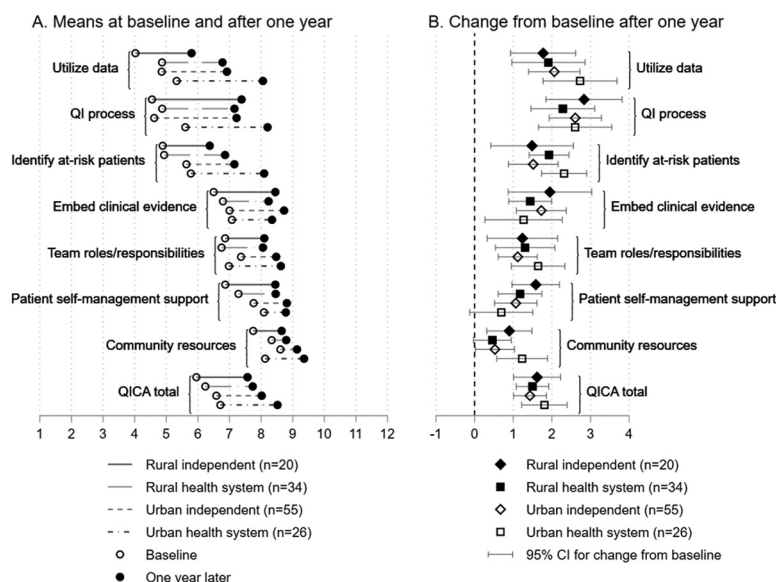 A. Means at baseline and after one year
Utilize data
QI process
Identify at-risk patients
Embed clinical evidence
Team roles/responsibilities
Patient self-management support
Community resources
QICA total
1 2 3 4 5 6 7 8 9 10 11 12
Rural independent (n=20)
Rural health system (n=34)
Urban independent (n=55)
Urban health system (n=26)
Baseline
One year later
B. Change from baseline after one year
Utilize data
QI process
Identify at-risk patients
Embed clinical evidence
Team roles/responsibilities
Patient self-management support
Community resources
QICA total
-1 0 1 2 3 4
Rural independent (n=20)
Rural health system (n=34)
Urban independent (n=55)
Urban health system (n=26)
95% CI for change from baseline